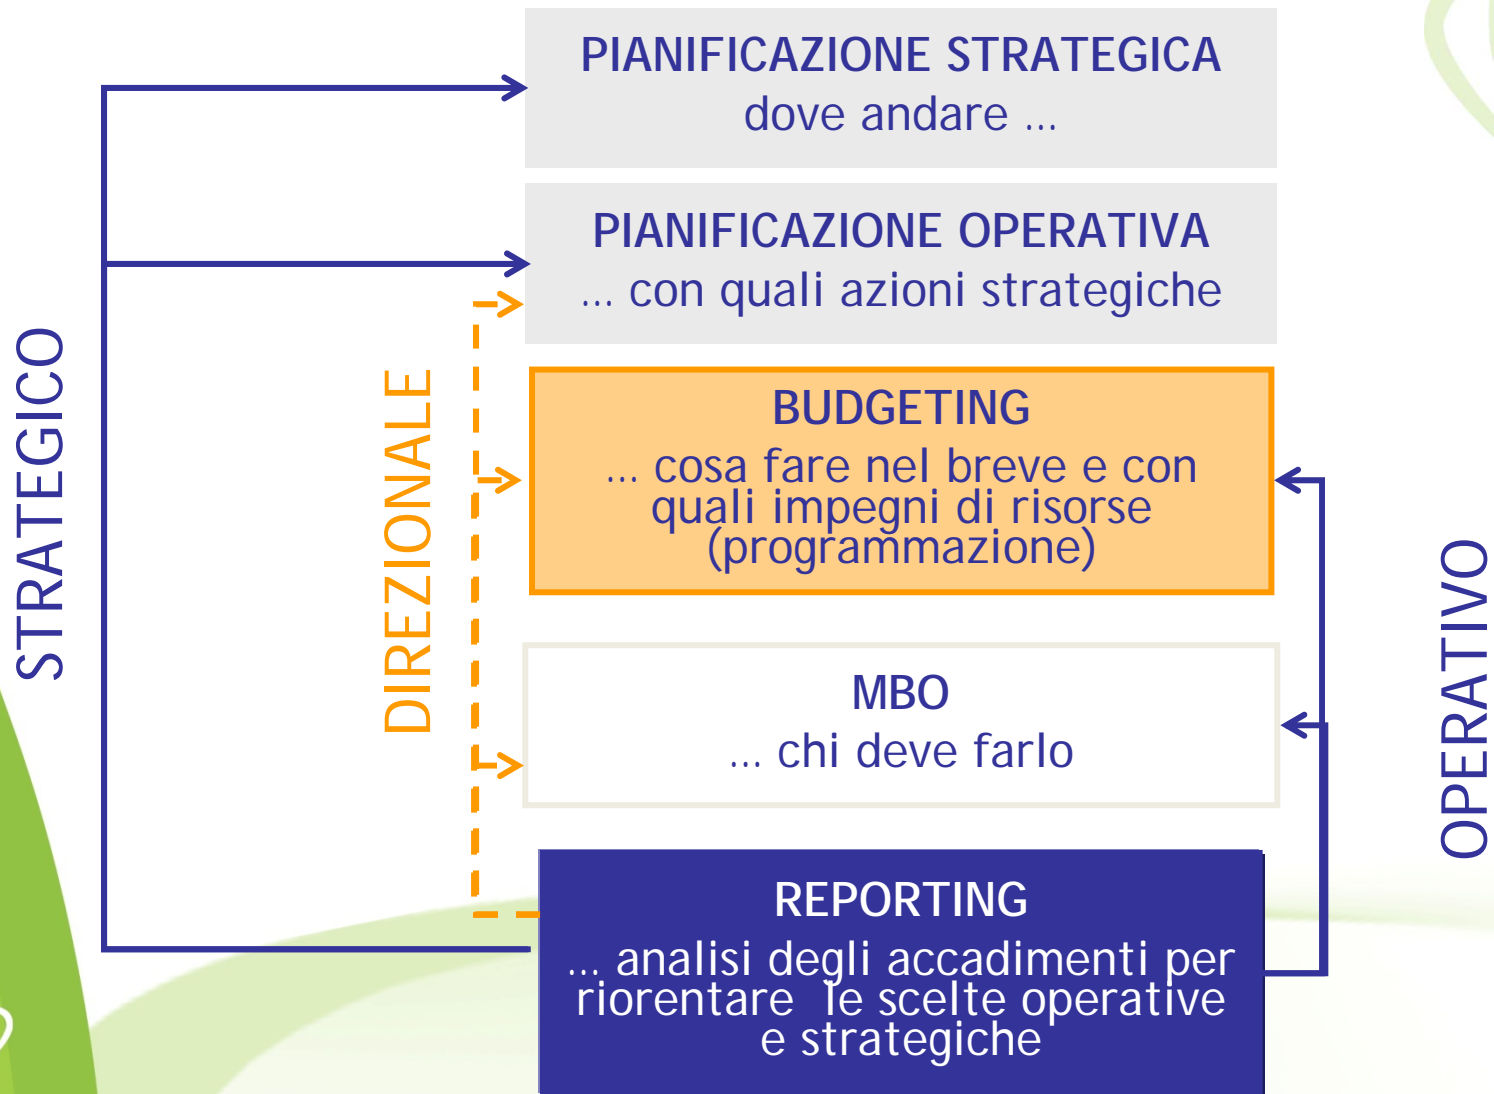 PIANIFICAZIONE STRATEGICA
dove andare ...
PIANIFICAZIONE OPERATIVA
... con quali azioni strategiche
STRATEGICO
DIREZIONALE
BUDGETING
... cosa fare nel breve e con
quali impegni di risorse
(programmazione)
OPERATIVO
MBO
... chi deve farlo
REPORTING
... analisi degli accadimenti per
riorentare le scelte operative
e strategiche